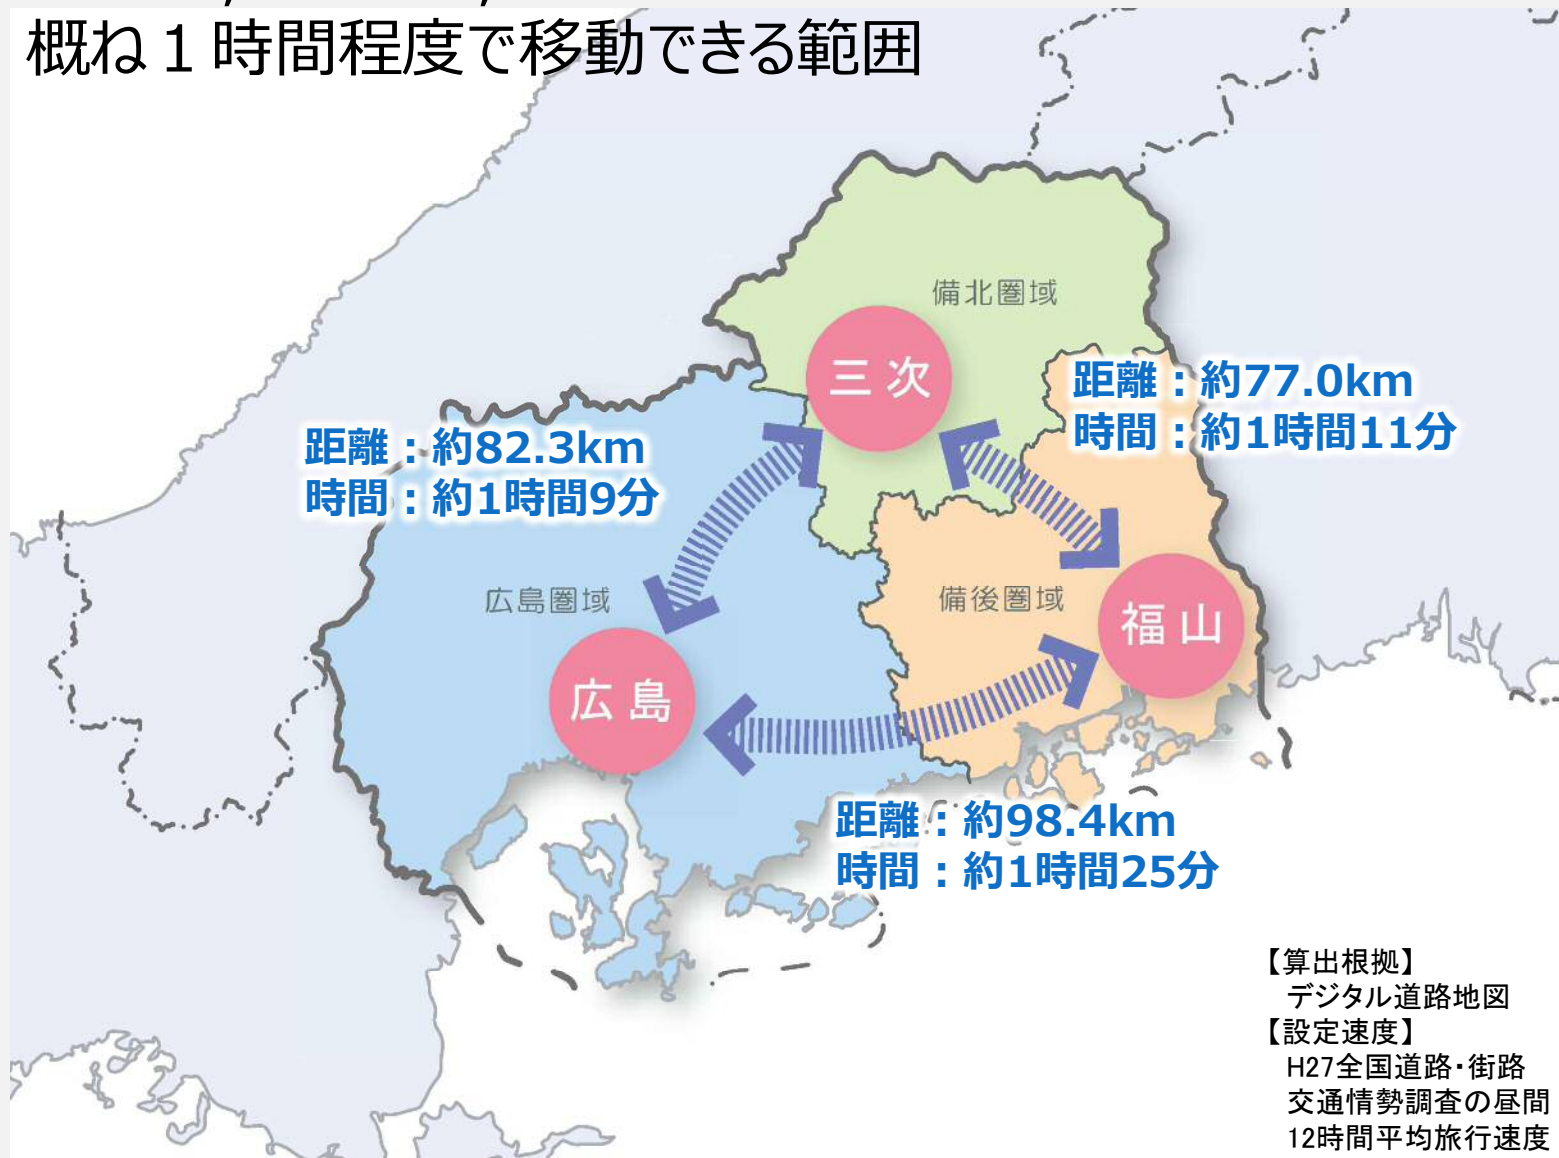 概ね１時間程度で移動できる範囲
備北圏域
三次
距離：約77.0km
時間：約1時間11分
距離：約82.3km
時間：約1時間9分
広島圏域
備後圏域
福山
広島
距離：約98.4km
時間：約1時間25分
【算出根拠】
デジタル道路地図
【設定速度】
H27全国道路・街路
交通情勢調査の昼間
12時間平均旅行速度